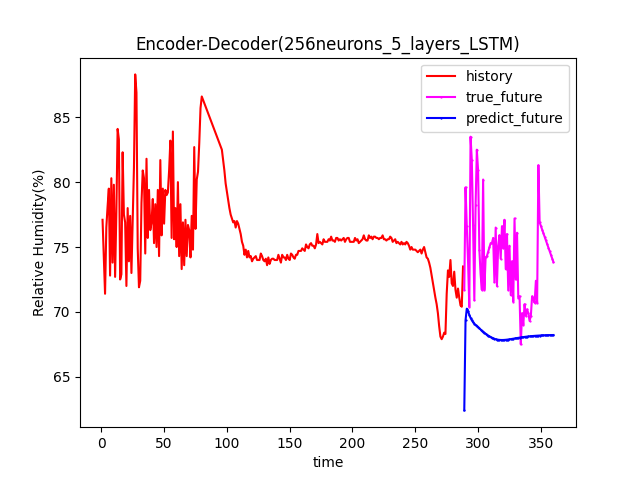 Encoder-Decoder(256neurons_5_layers_LSTM)
history
true_future
predict_future
Relative Humidity(%)
85
80
75
70
65
0 50 100 150 200 250 300 350
time